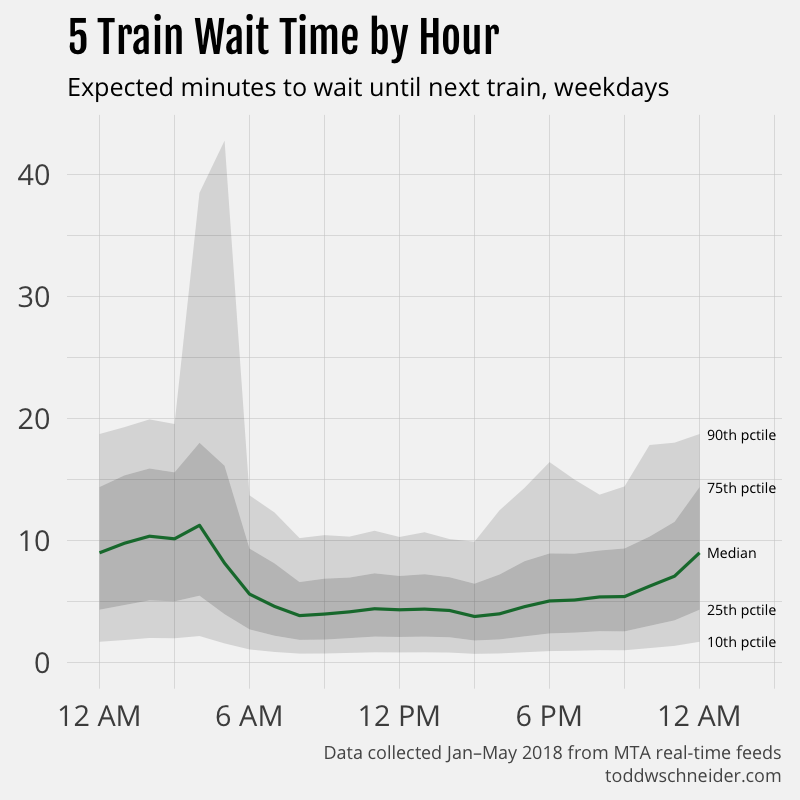 5 Train Wait Time by Hour
Expected minutes to wait until next train, weekdays
40
30
20
90th pctile
75th pctile
10
Median
25th pctile
10th pctile
0
12 AM 6 AM 12 PM 6 PM 12 AM
Data collected Jan–May 2018 from MTA real-time feeds
toddwschneider.com